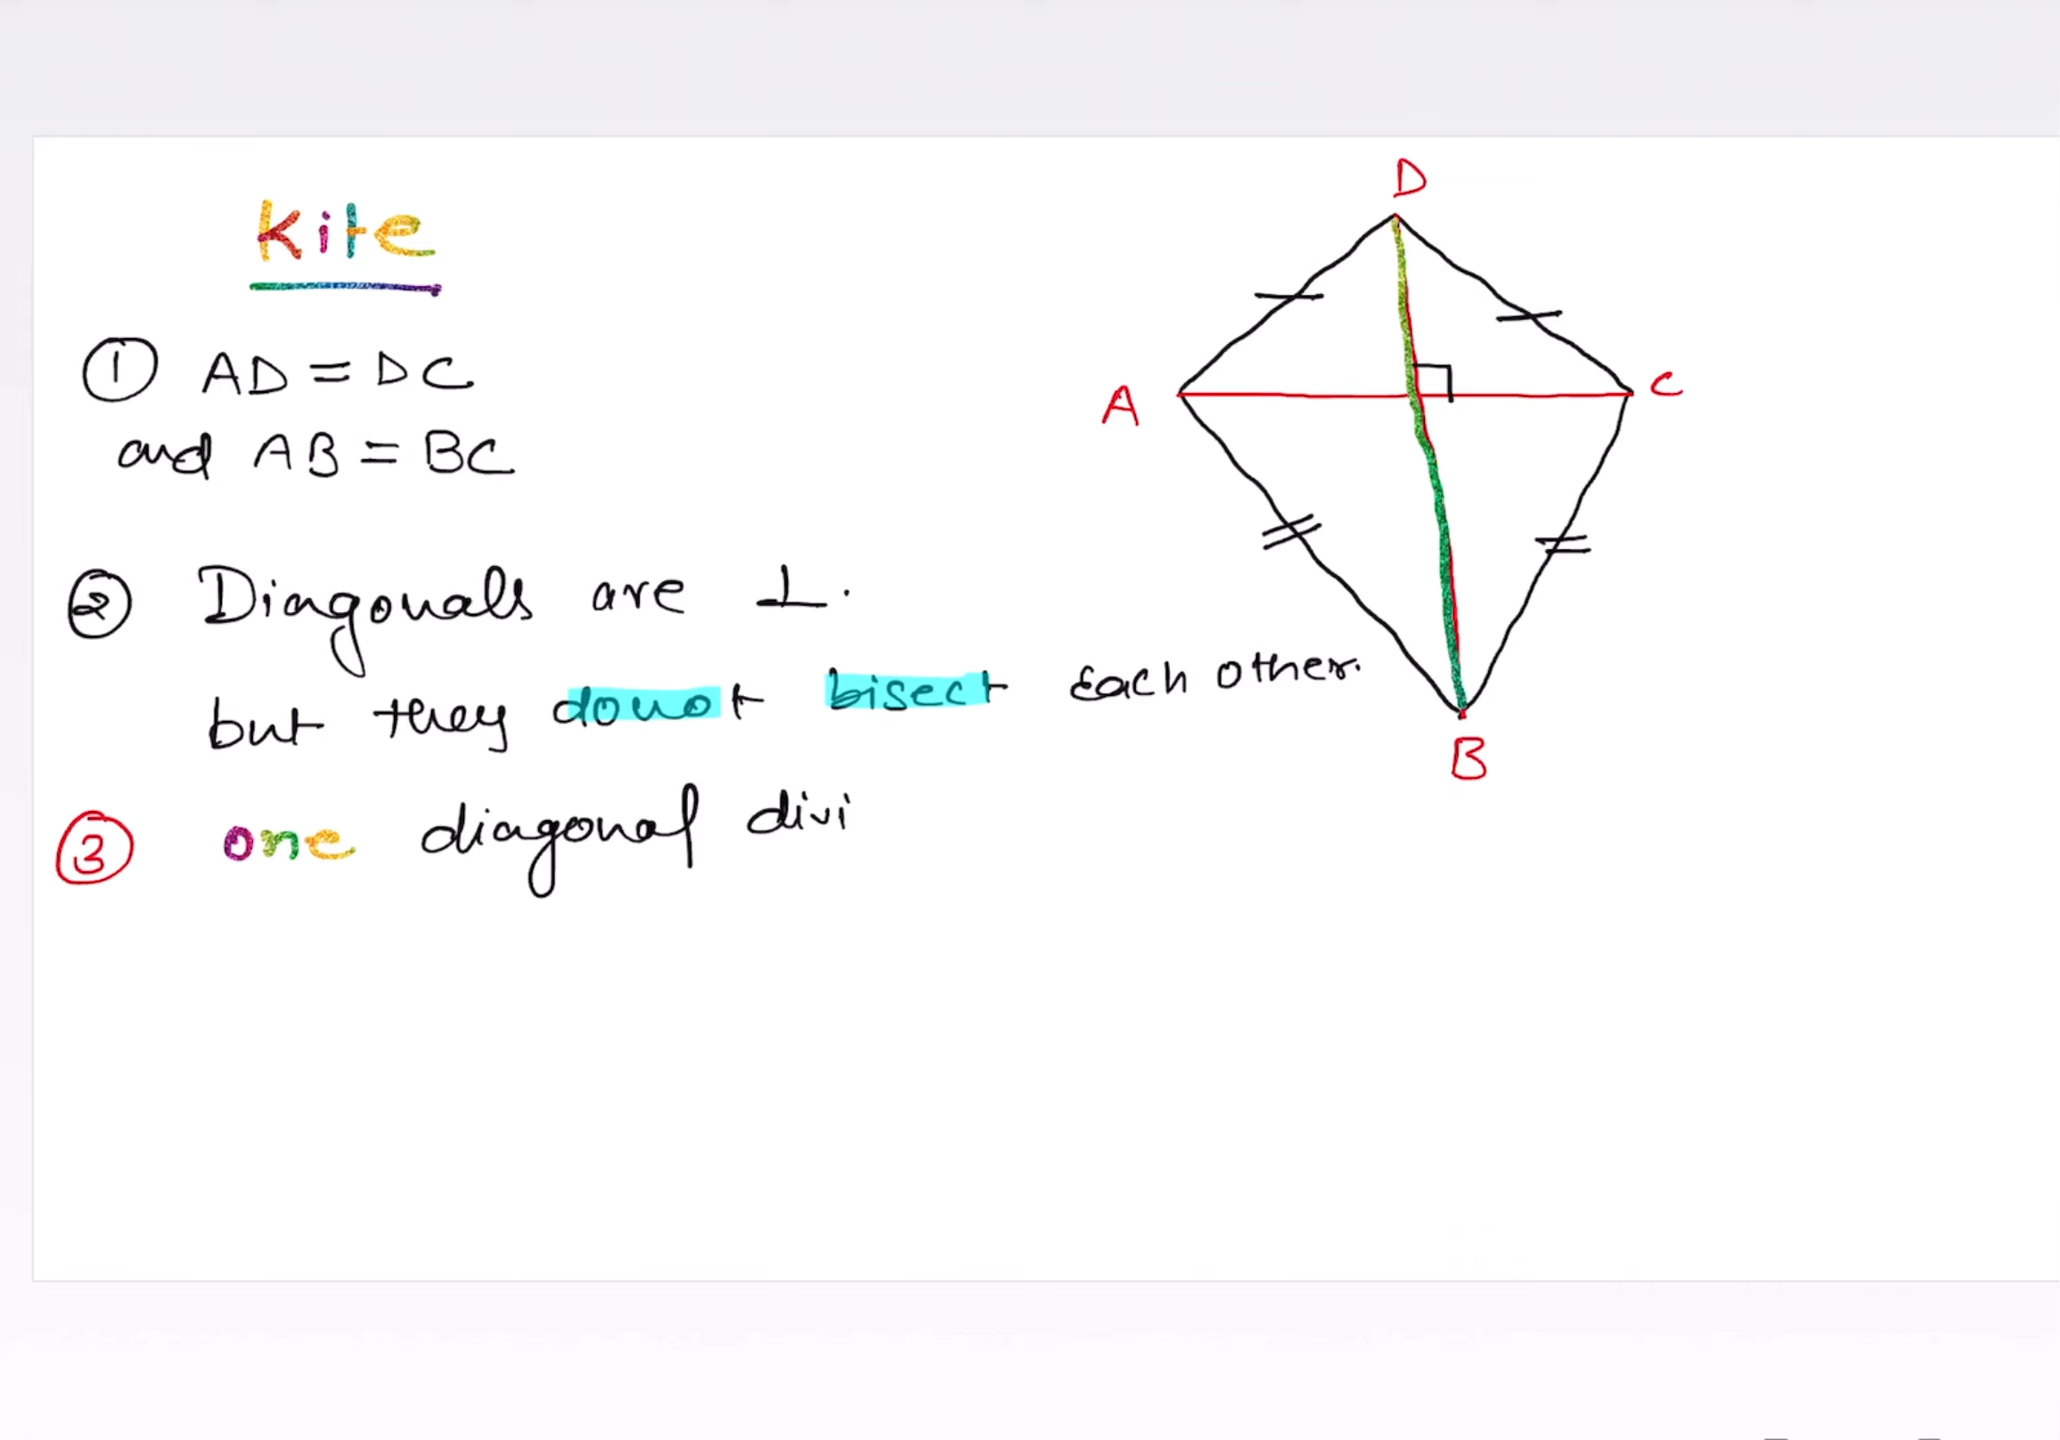 Kite
① AD = DC
and AB = BC
② Diagonals are ⊥.
but they donot bisect Each other.
③ one diagonal divi
D
A
C
B